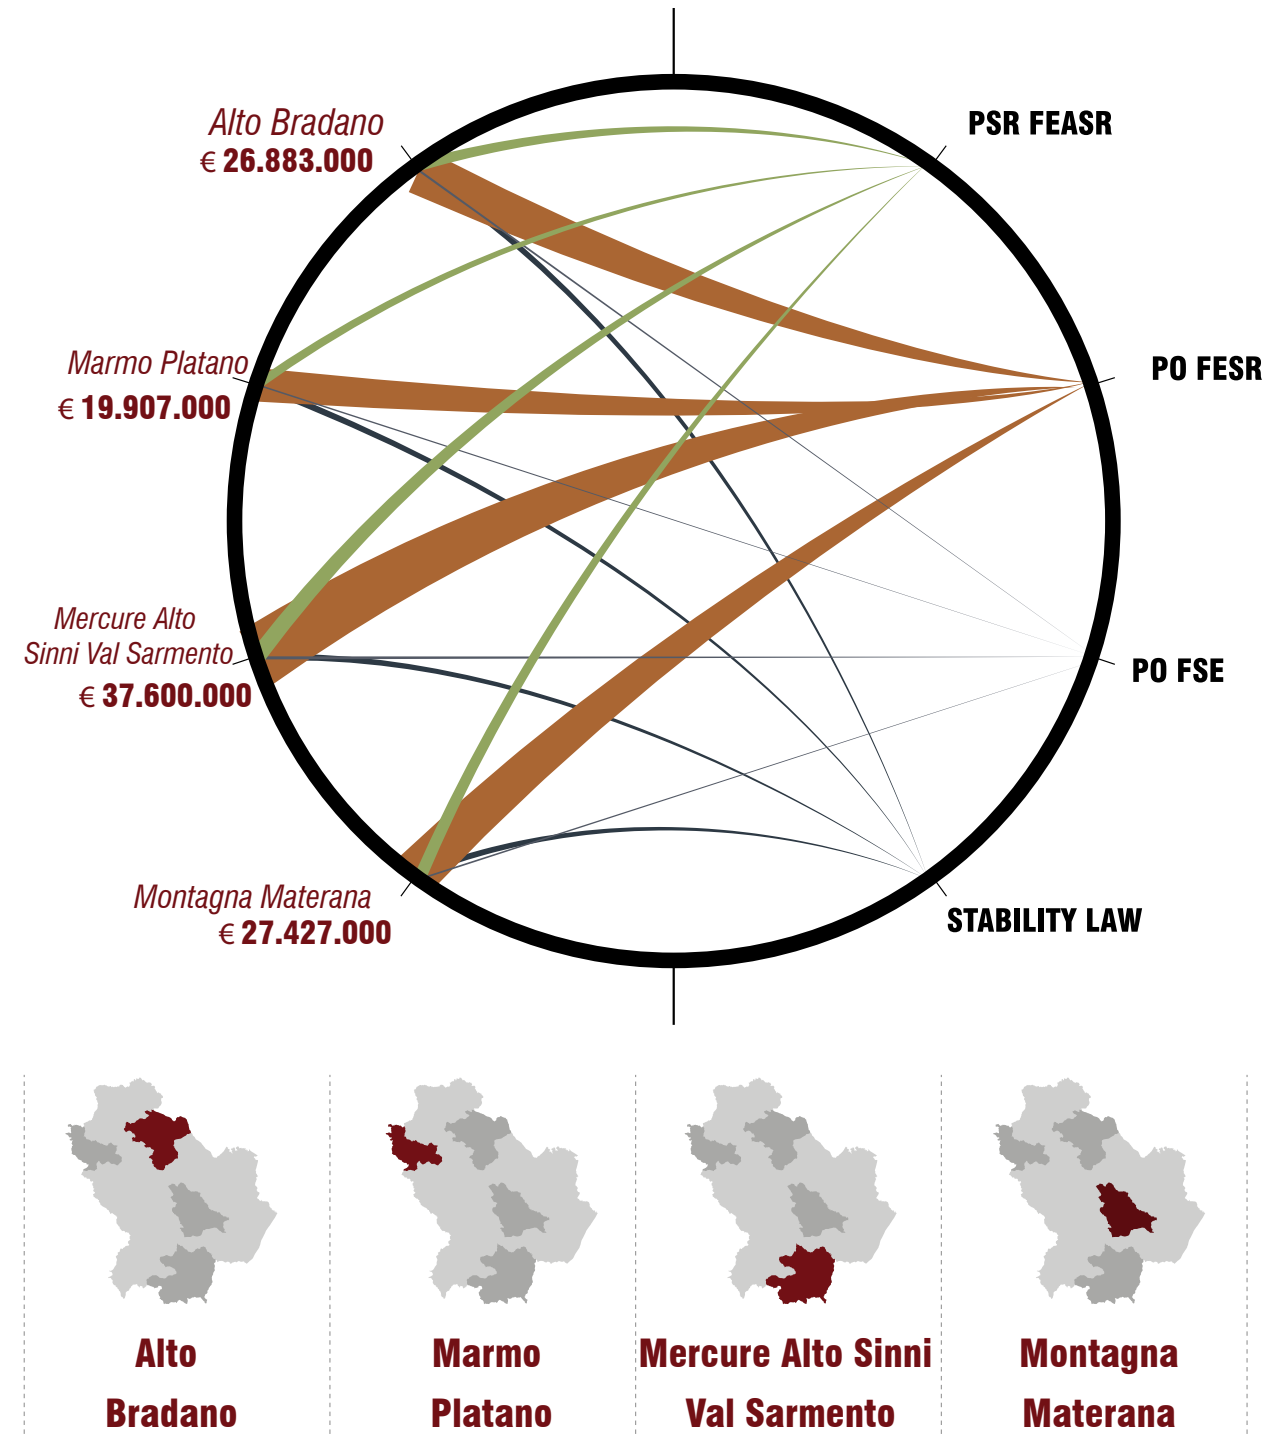 Alto Bradano
€ 26.883.000
PSR FEASR
Marmo Platano
€ 19.907.000
PO FESR
Mercure Alto
Sinni Val Sarmento
€ 37.600.000
PO FSE
Montagna Materana
€ 27.427.000
STABILITY LAW
Alto
Bradano
Marmo
Platano
Mercure Alto Sinni
Val Sarmento
Montagna
Materana